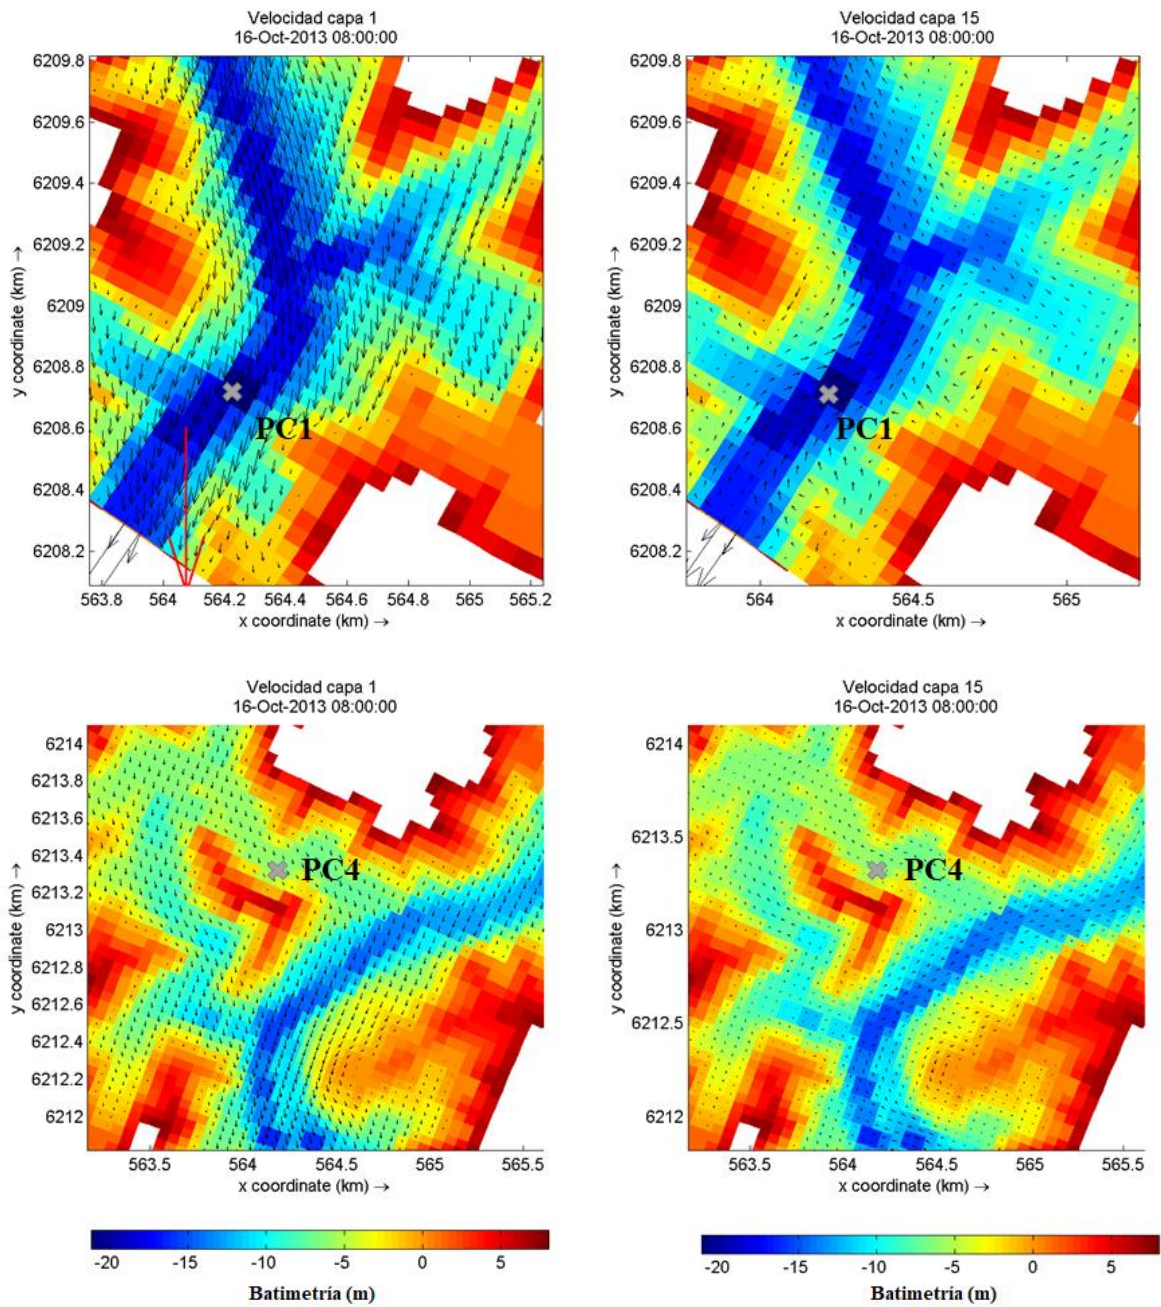 Velocidad capa 1
16-Oct-2013 08:00:00
6209.8
6209.6
6209.4
6209.2
6209
6208.8
6208.6
6208.4
6208.2
y coordinate (km) →
PC1
563.8 564 564.2 564.4 564.6 564.8 565 565.2
x coordinate (km) →
Velocidad capa 15
16-Oct-2013 08:00:00
6209.8
6209.6
6209.4
6209.2
6209
6208.8
6208.6
6208.4
6208.2
y coordinate (km) →
PC1
564 564.5 565
x coordinate (km) →
Velocidad capa 1
16-Oct-2013 08:00:00
6214
6213.8
6213.6
6213.4
6213.2
6213
6212.8
6212.6
6212.4
6212.2
6212
y coordinate (km) →
PC4
563.5 564 564.5 565 565.5
x coordinate (km) →
Velocidad capa 15
16-Oct-2013 08:00:00
6214
6213.5
6213
6212.5
6212
y coordinate (km) →
PC4
563.5 564 564.5 565 565.5
x coordinate (km) →
-20 -15 -10 -5 0 5
Batimetría (m)
-20 -15 -10 -5 0 5
Batimetría (m)